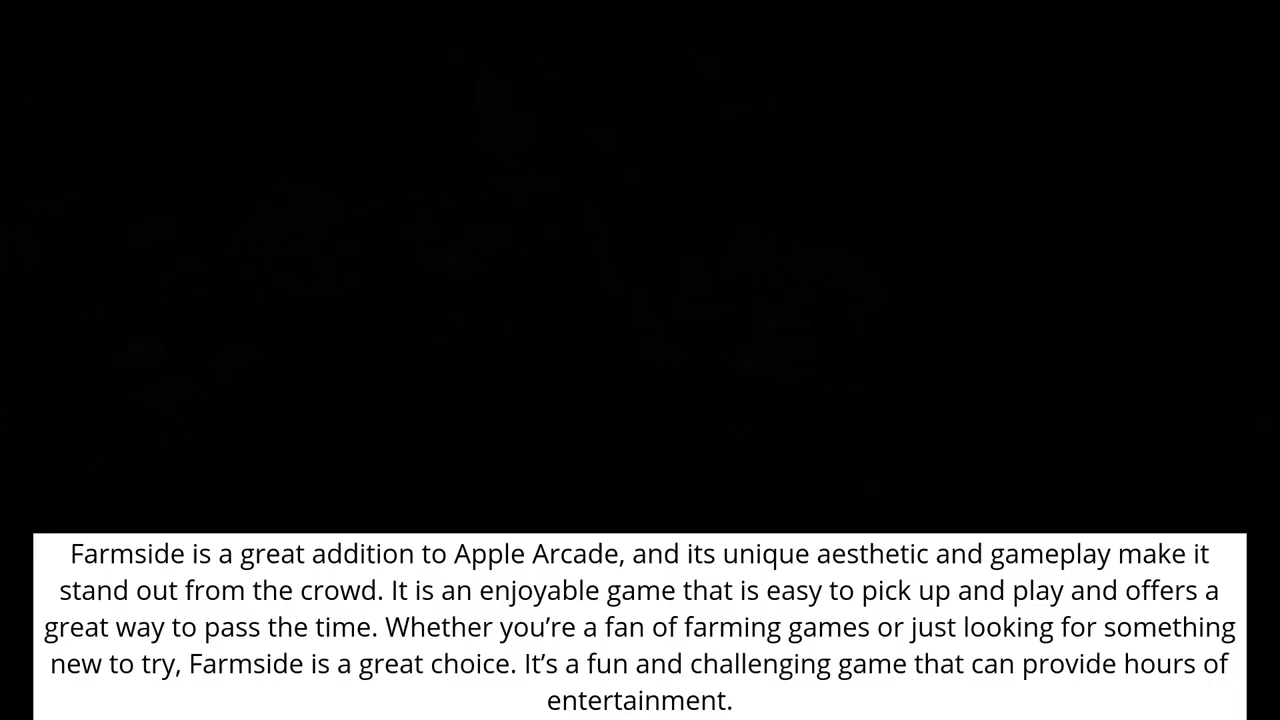 Farmside is a great addition to Apple Arcade, and its unique aesthetic and gameplay make it
stand out from the crowd. It is an enjoyable game that is easy to pick up and play and offers a
great way to pass the time. Whether you’re a fan of farming games or just looking for something
new to try, Farmside is a great choice. It’s a fun and challenging game that can provide hours of
entertainment.